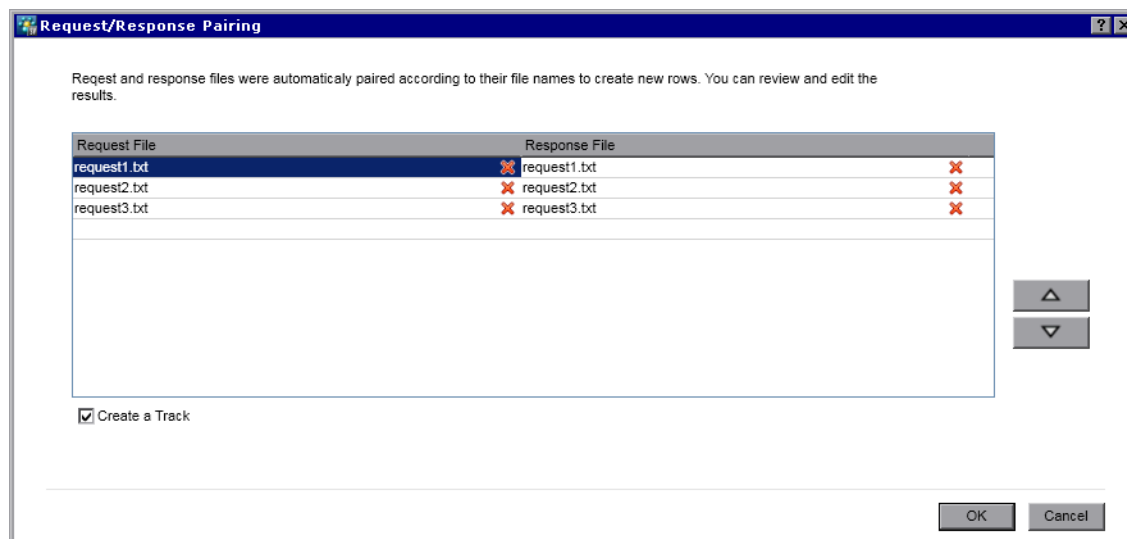 Request/Response Pairing
Reqest and response files were automaticaly paired according to their file names to create new rows. You can review and edit the
results.
Request File Response File
request1.txt request1.txt
request2.txt request2.txt
request3.txt request3.txt
Create a Track
OK Cancel